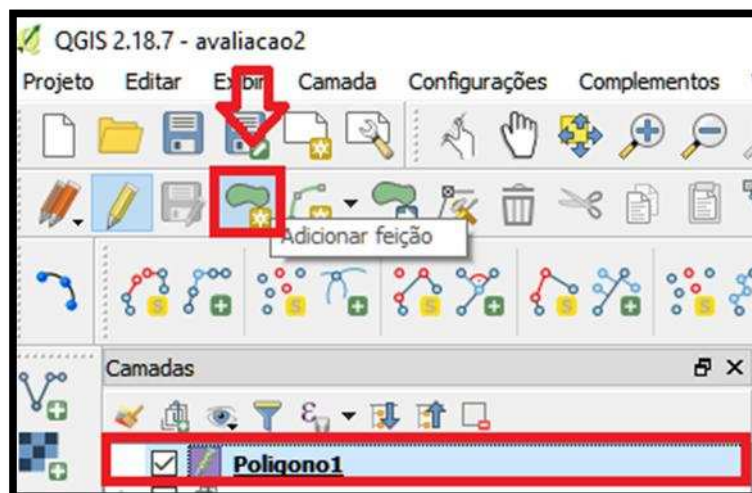 QGIS 2.18.7 - avaliacao2
Projeto Editar Exibir Camada Configurações Complementos
Adicionar feição
Camadas
Poligono1